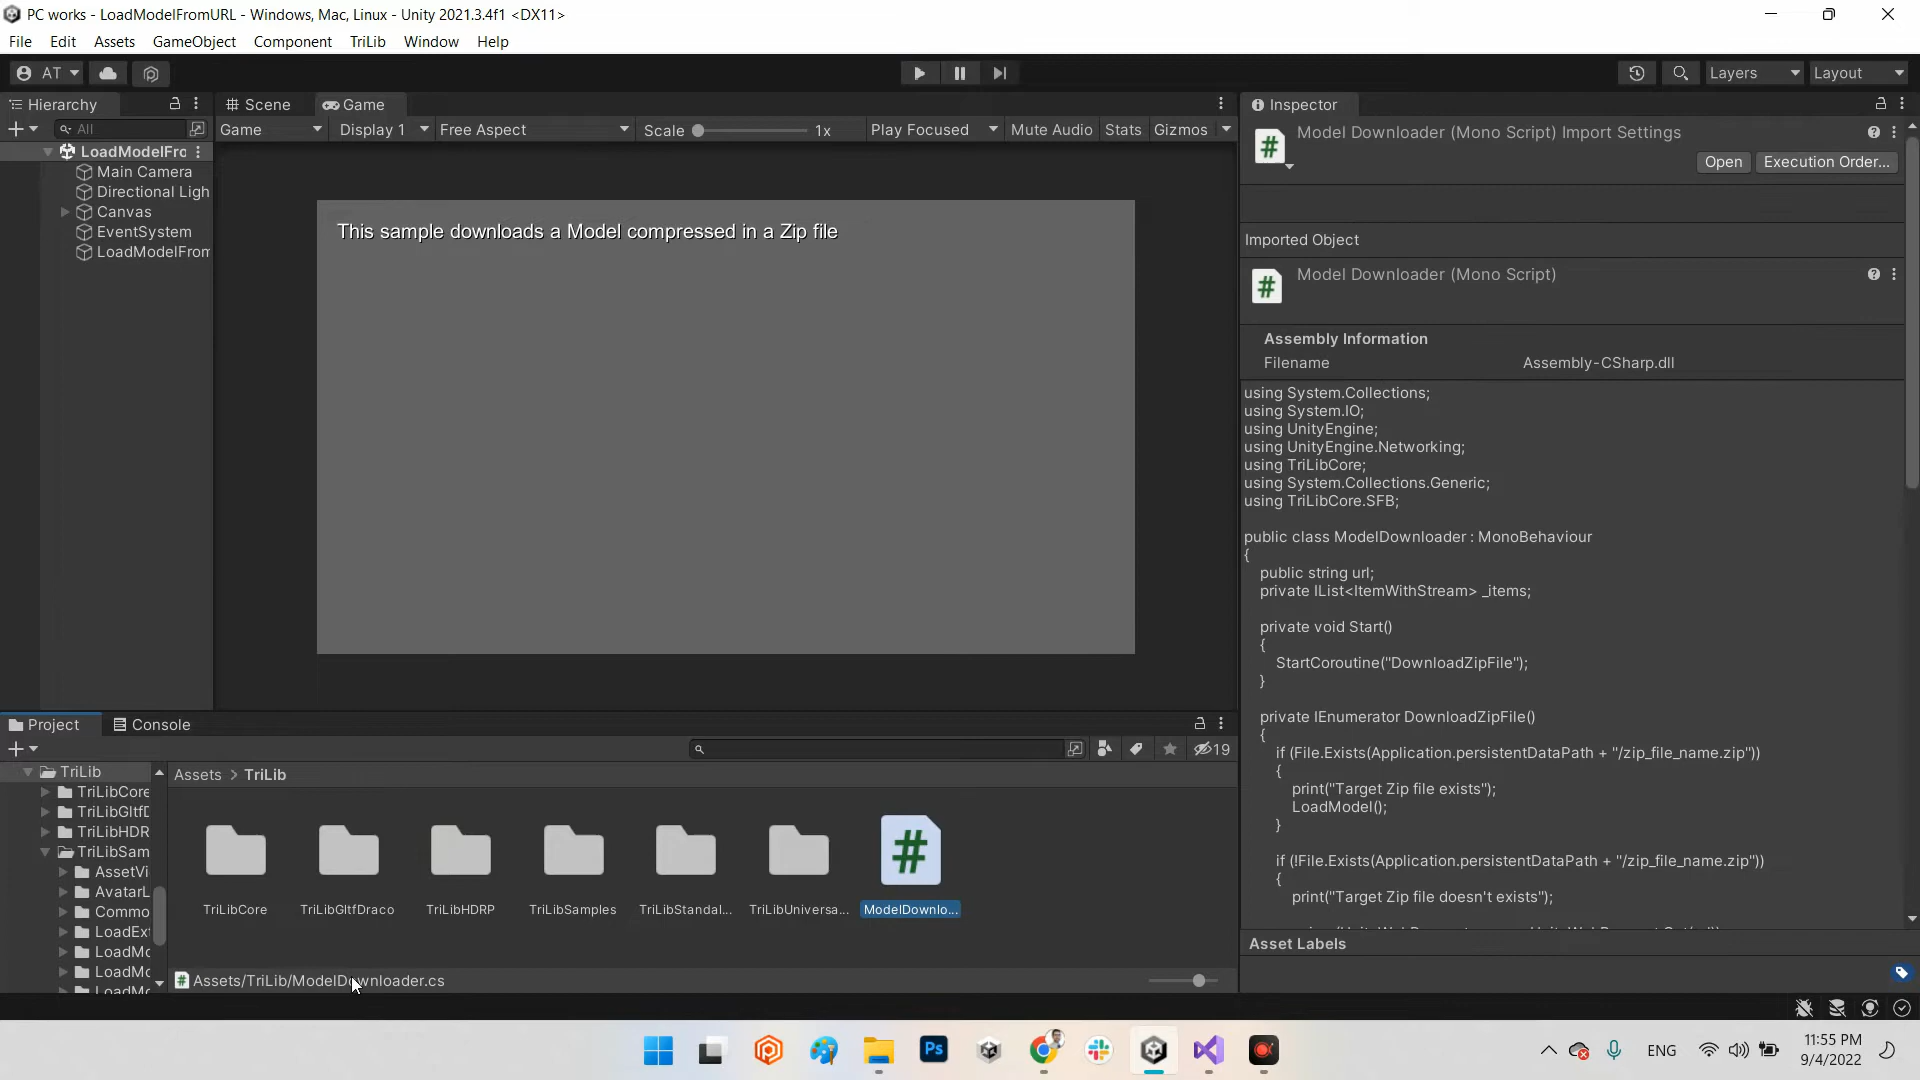 PC works - LoadModelFromURL - Windows, Mac, Linux - Unity 2021.3.4f1 <DX11>
File Edit Assets GameObject Component TriLib Window Help
AT
Layers Layout
Hierarchy
All
LoadModelFro
Main Camera
Directional Ligh
Canvas
EventSystem
LoadModelFrom
Scene Game
Game Display 1 Free Aspect Scale 1x Play Focused Mute Audio Stats Gizmos
This sample downloads a Model compressed in a Zip file
Inspector
Model Downloader (Mono Script) Import Settings
Open Execution Order...
Imported Object
Model Downloader (Mono Script)
Assembly Information
Filename Assembly-CSharp.dll
using System.Collections;
using System.IO;
using UnityEngine;
using UnityEngine.Networking;
using TriLibCore;
using System.Collections.Generic;
using TriLibCore.SFB;
public class ModelDownloader : MonoBehaviour
{
public string url;
private IList<ItemWithStream> _items;
private void Start()
{
StartCoroutine("DownloadZipFile");
}
private IEnumerator DownloadZipFile()
{
if (File.Exists(Application.persistentDataPath + "/zip_file_name.zip"))
{
print("Target Zip file exists");
LoadModel();
}
if (!File.Exists(Application.persistentDataPath + "/zip_file_name.zip"))
{
print("Target Zip file doesn't exists");
Asset Labels
Project Console
19
TriLib
TriLibCore
TriLibGltfD
TriLibHDR
TriLibSam
AssetVi
AvatarL
Commo
LoadExt
LoadMo
LoadMo
LoadMo
Assets > TriLib
TriLibCore TriLibGltfDraco TriLibHDRP TriLibSamples TriLibStandal... TriLibUniversa... ModelDownlo...
Assets/TriLib/ModelDownloader.cs
Ps
ENG
11:55 PM
9/4/2022